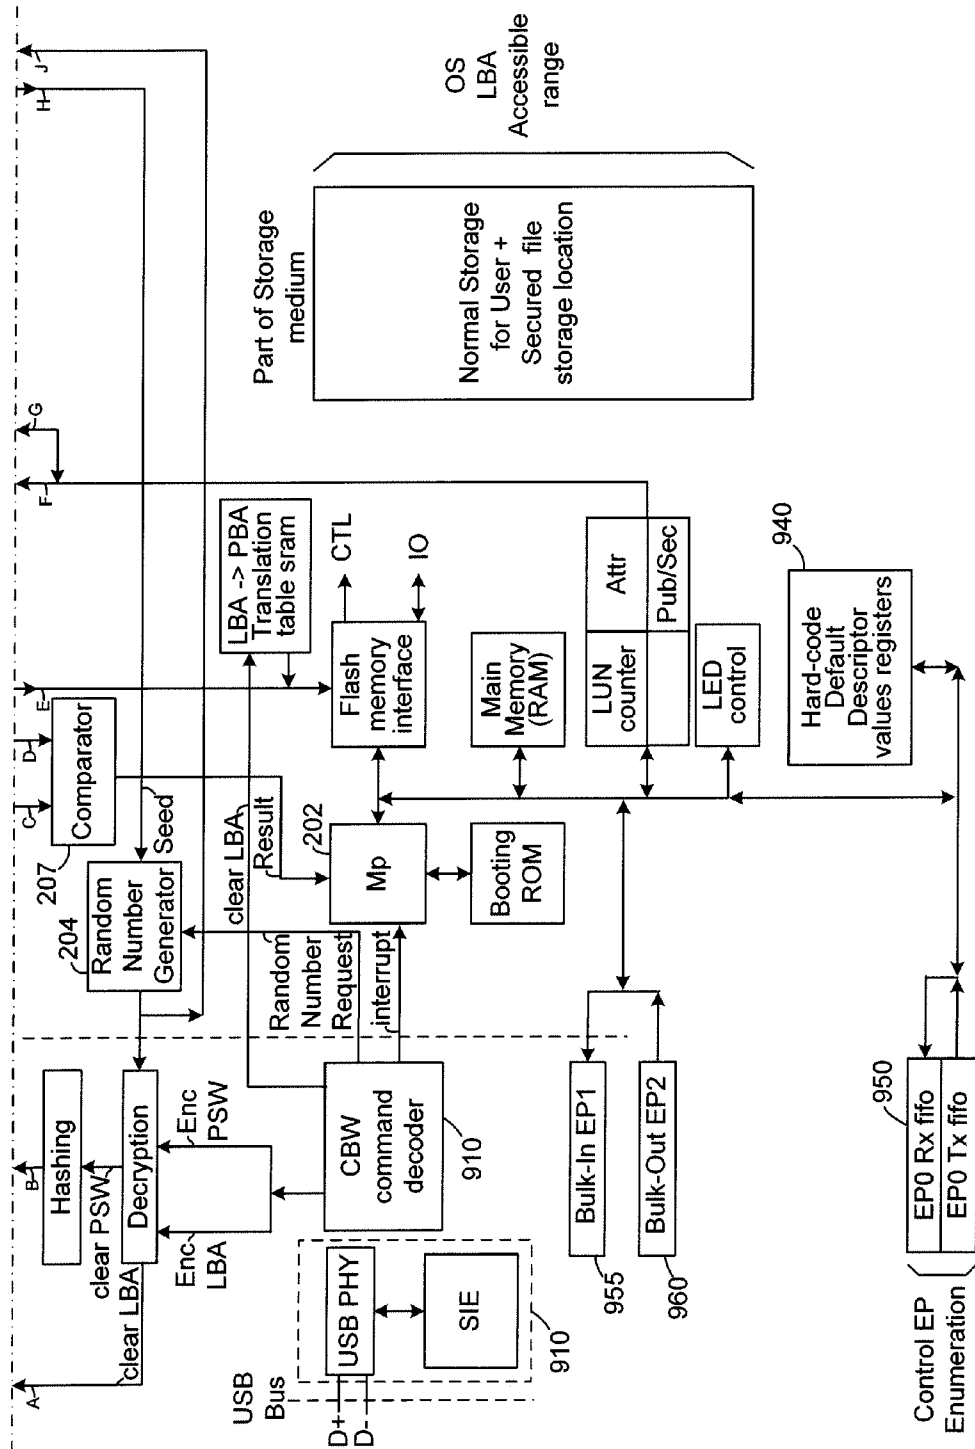 A
B
C
D
E
F
G
H
J
clear LBA
clear PSW
Hashing
Decryption
Enc
LBA
Enc
PSW
204
Random
Number
Generator
Seed
207
Comparator
LBA -> PBA
Translation
table sram
clear LBA
Result
Random
Number
Request
interrupt
CBW
command
decoder
910
USB
Bus
D+
D-
USB PHY
SIE
910
202
Mp
Booting
ROM
Flash
memory
interface
CTL
IO
Main
Memory
(RAM)
LUN
counter
Attr
Pub/Sec
LED
control
Part of Storage
medium
Normal Storage
for User +
Secured file
storage location
OS
LBA
Accessible
range
Bulk-In EP1
955
Bulk-Out EP2
960
940
Hard-code
Default
Descriptor
values registers
950
EP0 Rx fifo
EP0 Tx fifo
Control EP
Enumeration